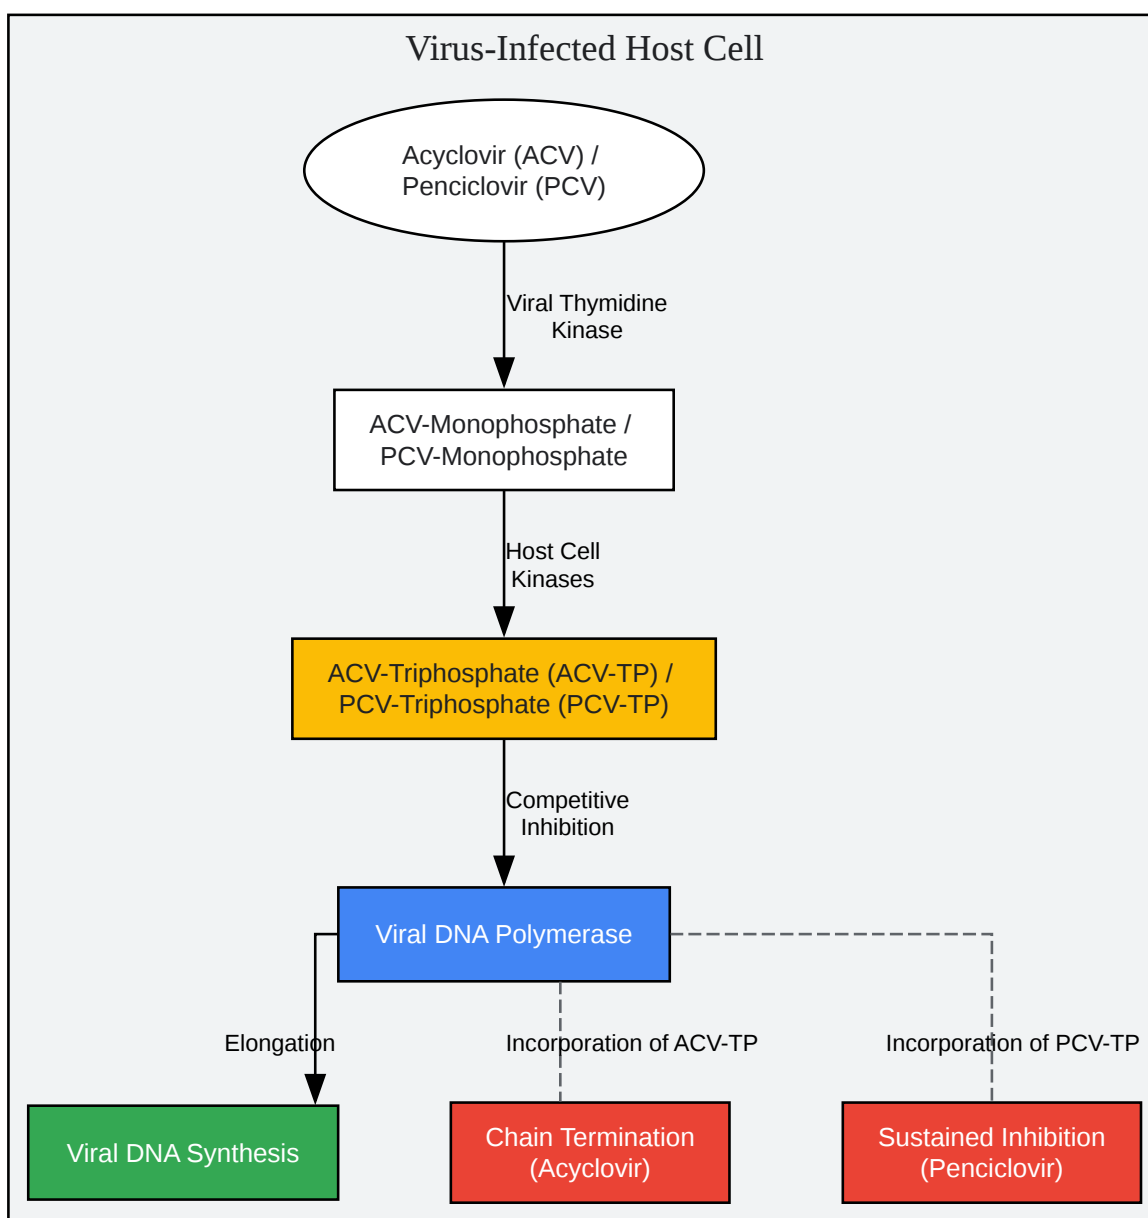 Virus-Infected Host Cell
Acyclovir (ACV) /
Penciclovir (PCV)
Viral Thymidine
Kinase
ACV-Monophosphate /
PCV-Monophosphate
Host Cell
Kinases
ACV-Triphosphate (ACV-TP) /
PCV-Triphosphate (PCV-TP)
Competitive
Inhibition
Viral DNA Polymerase
Elongation
Incorporation of ACV-TP
Incorporation of PCV-TP
Viral DNA Synthesis
Chain Termination
(Acyclovir)
Sustained Inhibition
(Penciclovir)